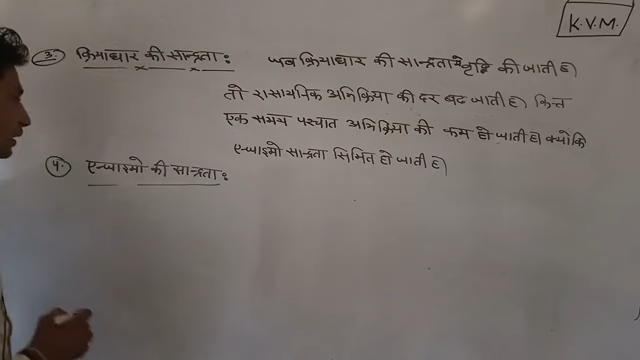 K.V.M.
3. क्रियाधार की सान्द्रता : जब क्रियाधार की सान्द्रता मे वृद्धि की जाती है।
तो रासायनिक अभिक्रिया की दर बढ जाती है। किन्त
एक समय पश्चात अभिक्रिया की कम हो जाती है। क्योकि
एन्जाइमो सान्द्रता सिमित हो जाती है।
4. एन्जाइमो की सान्द्रता :